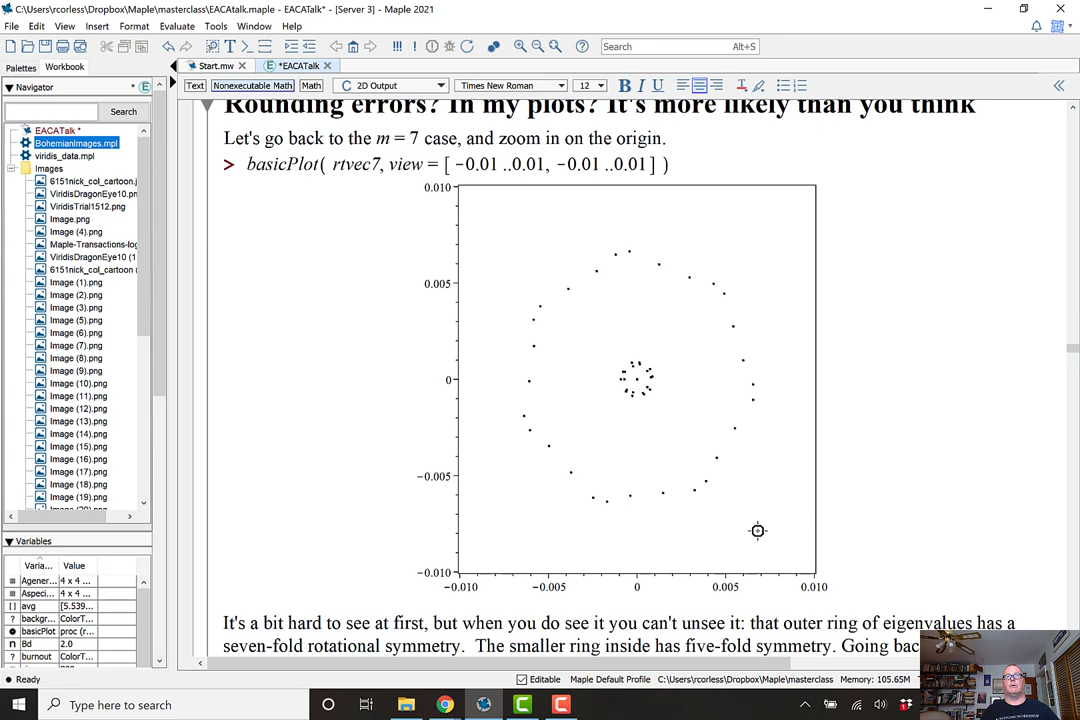 C:\Users\rcorless\Dropbox\Maple\masterclass\EACAtalk.maple - EACATalk* - [Server 3] - Maple 2021
File Edit View Insert Format Evaluate Tools Window Help
Search Alt+S
Palettes Workbook
Start.mw *EACATalk
Navigator *
Text Nonexecutable Math Math 2D Output Times New Roman 12 B I U
Search
EACATalk *
BohemianImages.mpl
viridis_data.mpl
Images
6151nick_col_cartoon.j
ViridisDragonEye10.pn
ViridisTrial1512.png
Image.png
Image (4).png
Maple-Transactions-log
ViridisDragonEye10 (1
6151nick_col_cartoon (
Image (1).png
Image (2).png
Image (3).png
Image (5).png
Image (6).png
Image (7).png
Image (8).png
Image (9).png
Image (10).png
Image (11).png
Image (12).png
Image (13).png
Image (14).png
Image (15).png
Image (16).png
Image (17).png
Image (18).png
Image (19).png
Variables
Varia... Value
Agener... 4 x 4 ...
Aspeci... 4 x 4 ...
avg [5.539...
backgr... ColorT...
basicPlot proc (r...
Bd 2.0
burnout ColorT...
Rounding errors? In my plots? It's more likely than you think
Let's go back to the m = 7 case, and zoom in on the origin.
> basicPlot( rtvec7, view = [ −0.01 ..0.01, −0.01 ..0.01] )
0.010
0.005
0
−0.005
−0.010
−0.010 −0.005 0 0.005 0.010
It's a bit hard to see at first, but when you do see it you can't unsee it: that outer ring of eigenvalues has a
seven-fold rotational symmetry. The smaller ring inside has five-fold symmetry. Going bac
Ready
Editable Maple Default Profile C:\Users\rcorless\Dropbox\Maple\masterclass Memory: 105.65M
Type here to search